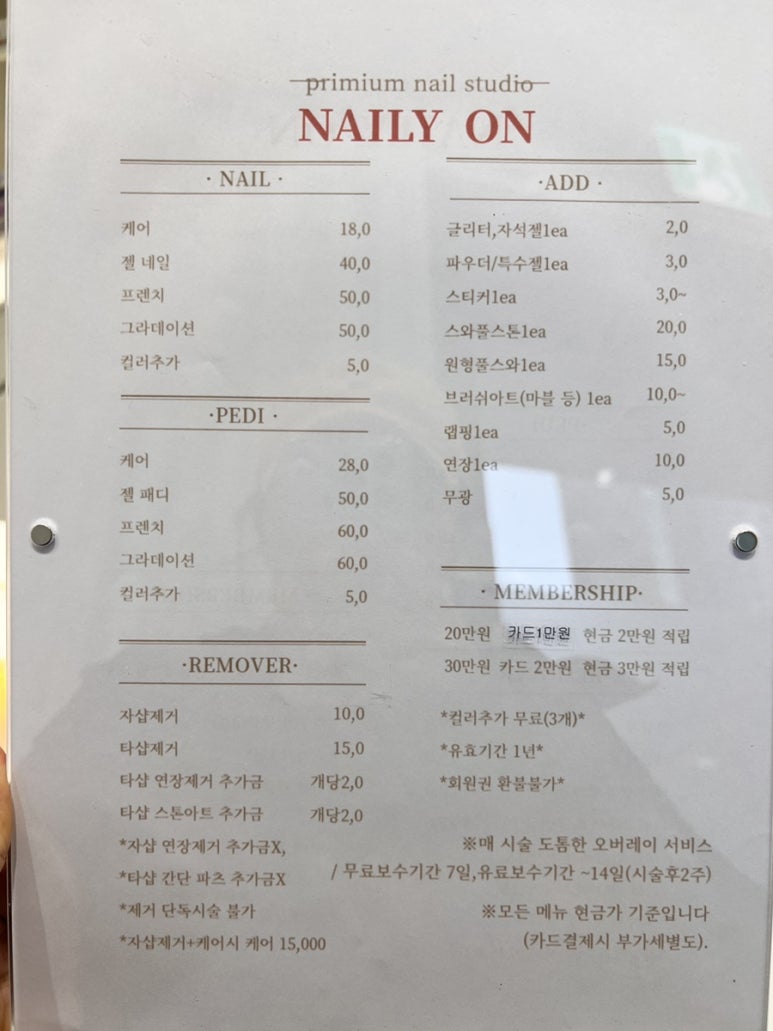 primium nail studio
NAILY ON
· NAIL ·
케어 18,0
젤 네일 40,0
프렌치 50,0
그라데이션 50,0
컬러추가 5,0
·PEDI ·
케어 28,0
젤 패디 50,0
프렌치 60,0
그라데이션 60,0
컬러추가 5,0
·REMOVER·
자샵제거 10,0
타샵제거 15,0
타샵 연장제거 추가금 개당2,0
타샵 스톤아트 추가금 개당2,0
*자샵 연장제거 추가금X,
*타샵 간단 파츠 추가금X
*제거 단독시술 불가
*자샵제거+케어시 케어 15,000
·ADD ·
글리터,자석젤1ea 2,0
파우더/특수젤1ea 3,0
스티커1ea 3,0~
스와풀스톤1ea 20,0
원형풀스와1ea 15,0
브러쉬아트(마블 등) 1ea 10,0~
랩핑1ea 5,0
연장1ea 10,0
무광 5,0
· MEMBERSHIP·
20만원 카드1만원 현금 2만원 적립
30만원 카드 2만원 현금 3만원 적립
*컬러추가 무료(3개)*
*유효기간 1년*
*회원권 환불불가*
※매 시술 도톰한 오버레이 서비스
/ 무료보수기간 7일,유료보수기간 ~14일(시술후2주)
※모든 메뉴 현금가 기준입니다
(카드결제시 부가세별도).